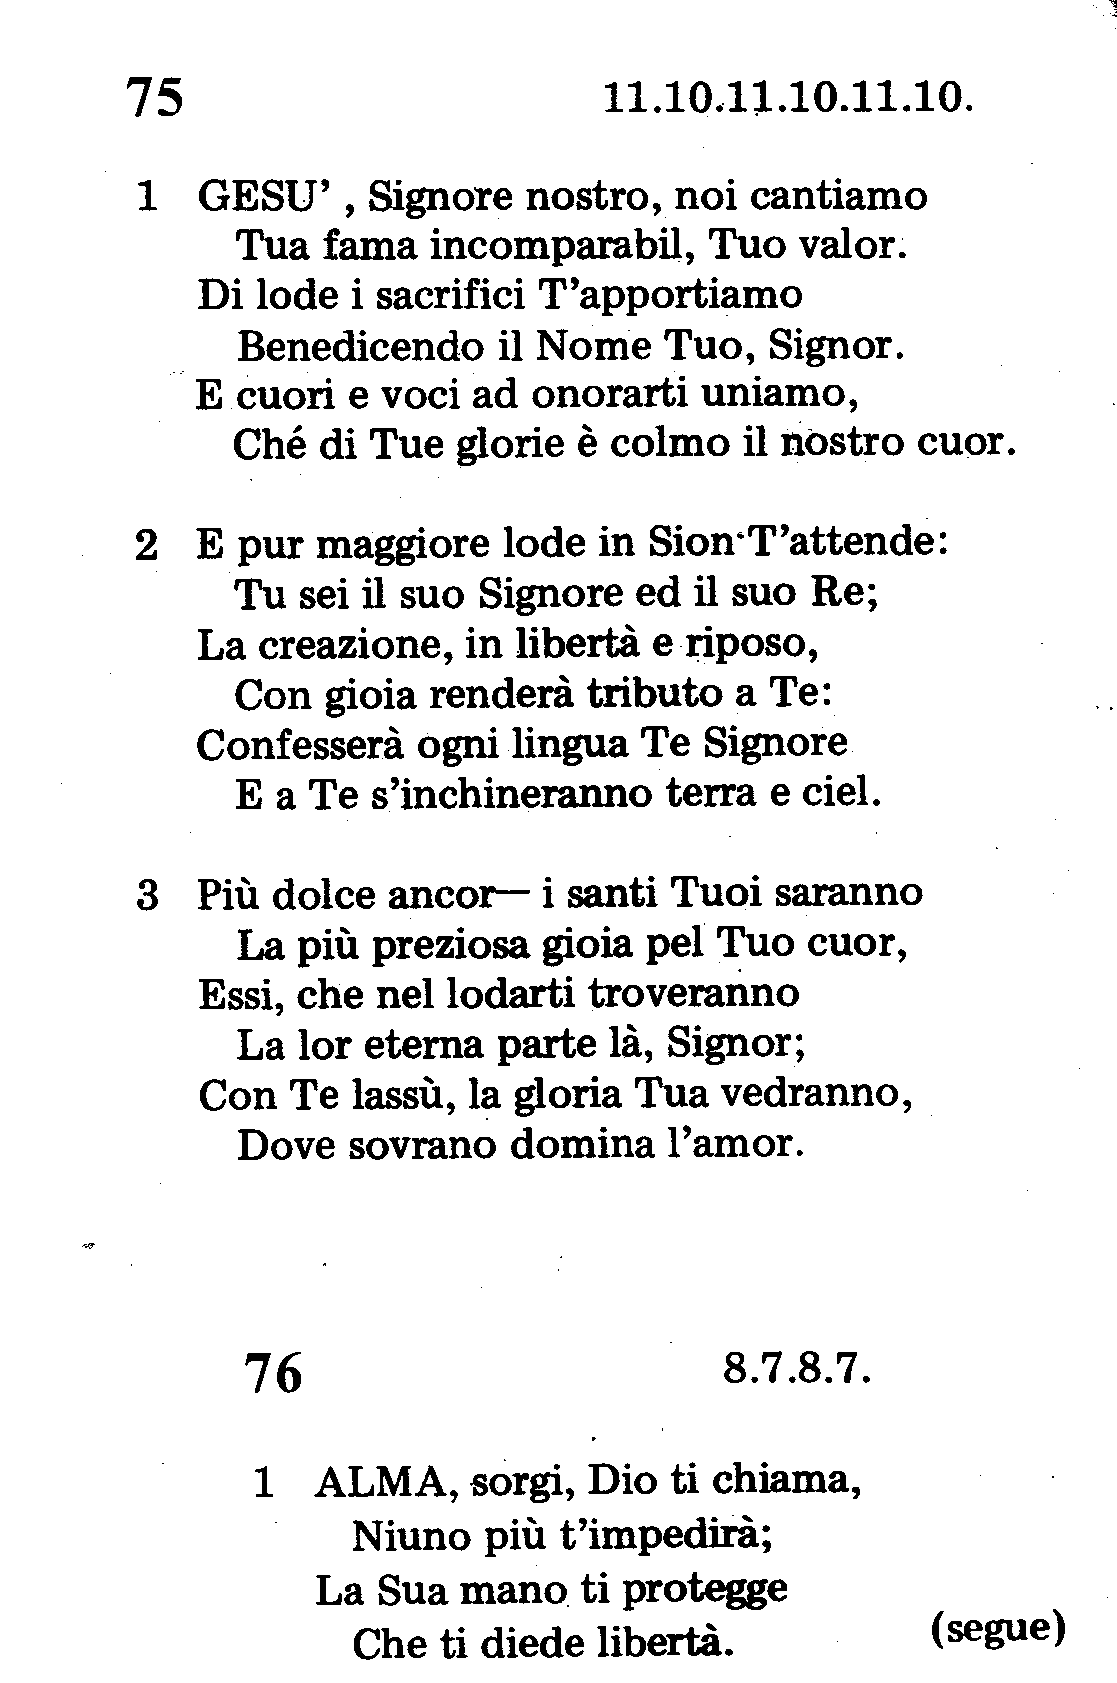 75 11.10.11.10.11.10.
1 GESU' , Signore nostro, noi cantiamo
Tua fama incomparabil, Tuo valor.
Di lode i sacrifici T'apportiamo
Benedicendo il Nome Tuo, Signor.
E cuori e voci ad onorarti uniamo,
Ché di Tue glorie è colmo il nostro cuor.
2 E pur maggiore lode in Sion T'attende:
Tu sei il suo Signore ed il suo Re;
La creazione, in libertà e riposo,
Con gioia renderà tributo a Te:
Confesserà ogni lingua Te Signore
E a Te s'inchineranno terra e ciel.
3 Più dolce ancor— i santi Tuoi saranno
La più preziosa gioia pel Tuo cuor,
Essi, che nel lodarti troveranno
La lor eterna parte là, Signor;
Con Te lassù, la gloria Tua vedranno,
Dove sovrano domina l'amor.
76 8.7.8.7.
1 ALMA, sorgi, Dio ti chiama,
Niuno più t'impedirà;
La Sua mano ti protegge
Che ti diede libertà.
(segue)